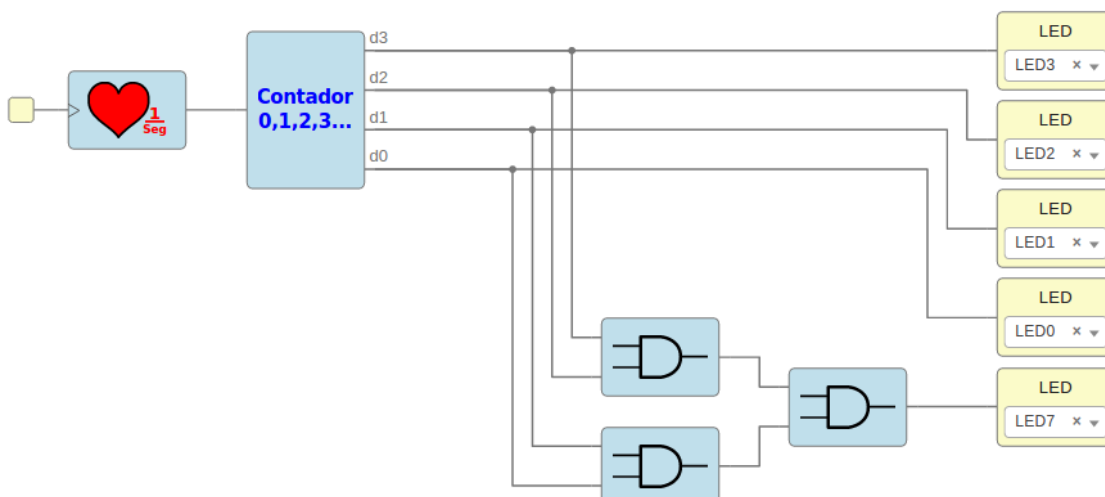 d3
LED
LED3 ×
1
Seg
Contador
0,1,2,3...
d2
LED
LED2 ×
d1
LED
LED1 ×
d0
LED
LED0 ×
LED
LED7 ×